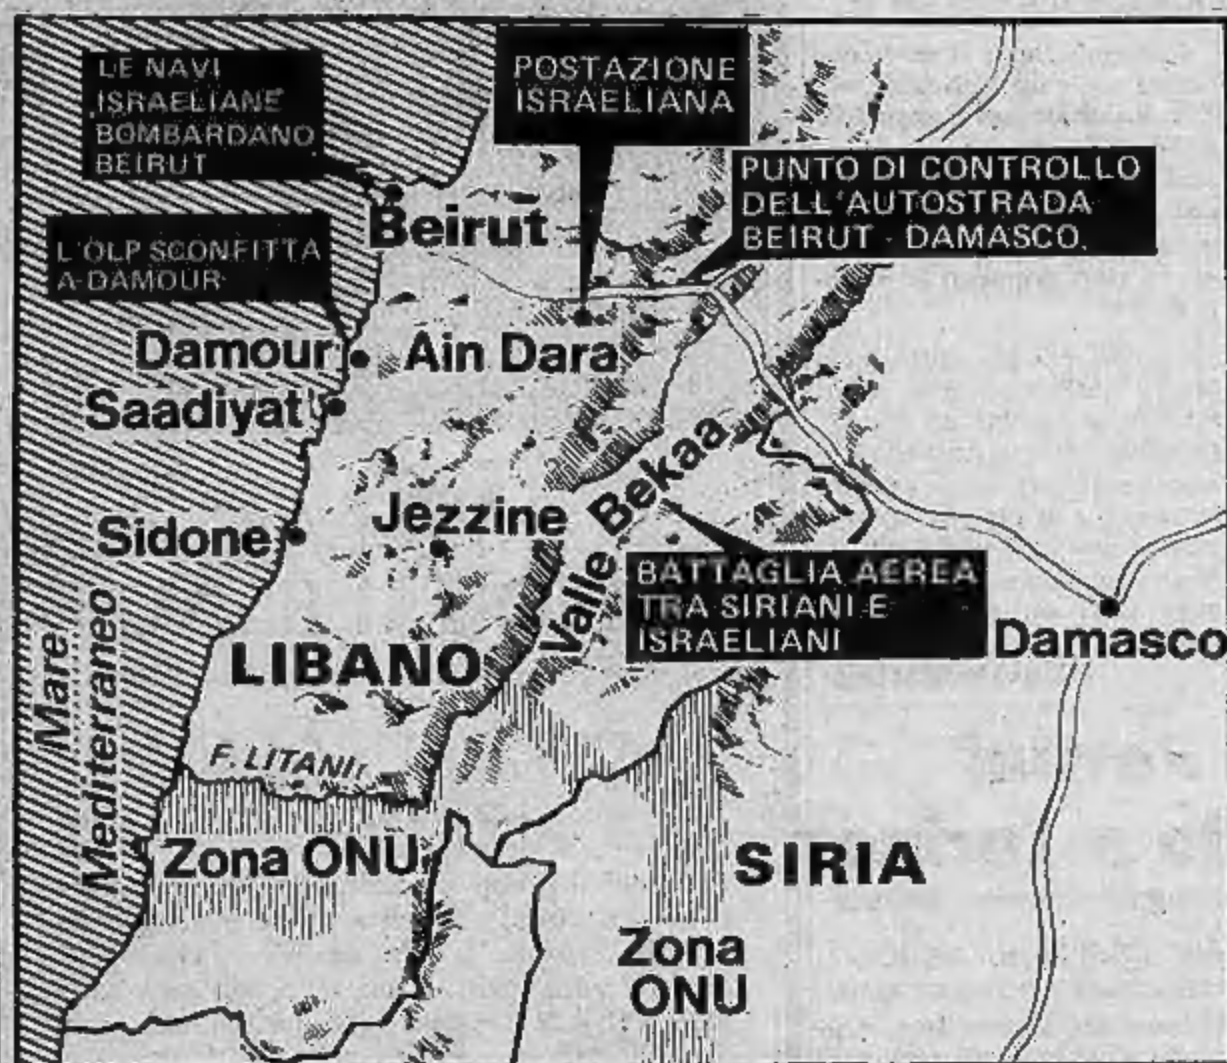 LE NAVI
ISRAELIANE
BOMBARDANO
BEIRUT
POSTAZIONE
ISRAELIANA
PUNTO DI CONTROLLO
DELL'AUTOSTRADA
BEIRUT - DAMASCO.
Beirut
L'OLP SCONFITTA
A DAMOUR
Damour
Ain Dara
Saadiyat
Jezzine
Sidone
Valle Bekaa
BATTAGLIA AEREA
TRA SIRIANI E
ISRAELIANI
Damasco
LIBANO
Mare
Mediterraneo
F. LITANI
Zona ONU
SIRIA
Zona
ONU